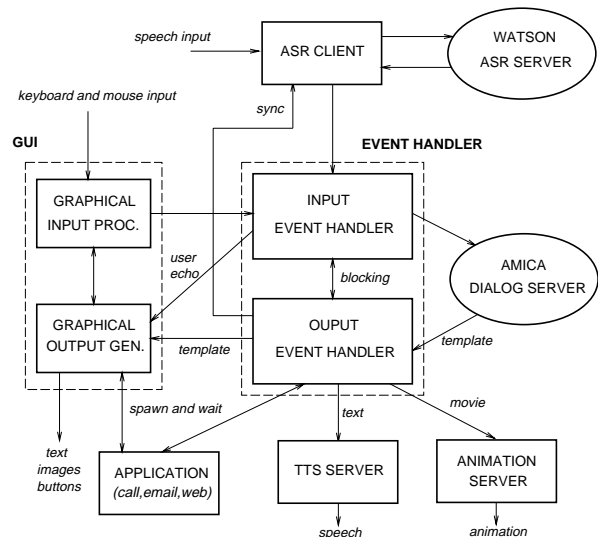 speech input
ASR CLIENT
WATSON
ASR SERVER
keyboard and mouse input
sync
GUI
EVENT HANDLER
GRAPHICAL
INPUT PROC.
INPUT
EVENT HANDLER
user
echo
blocking
AMICA
DIALOG SERVER
GRAPHICAL
OUTPUT GEN.
template
OUPUT
EVENT HANDLER
template
spawn and wait
text
movie
text
images
buttons
APPLICATION
(call,email,web)
TTS SERVER
ANIMATION
SERVER
speech
animation